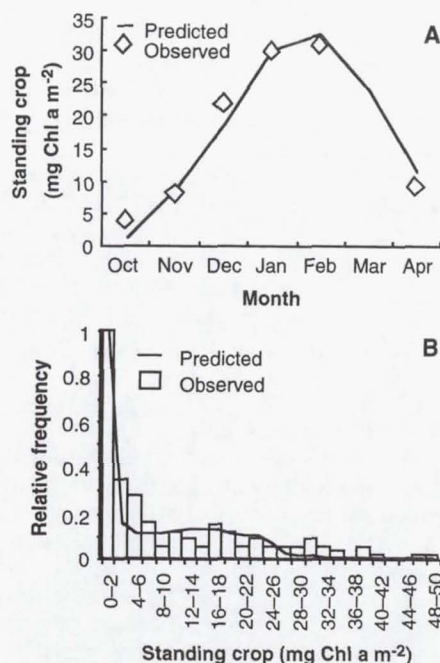 A
Predicted
Observed
Standing crop
(mg Chl a m-2)
35
30
25
20
15
10
5
0
Oct Nov Dec Jan Feb Mar Apr
Month
B
Predicted
Observed
Relative frequency
1
0.8
0.6
0.4
0.2
0
0–2 4–6 8–10 12–14 16–18 20–22 24–26 28–30 32–34 36–38 40–42 44–46 48–50
Standing crop (mg Chl a m-2)